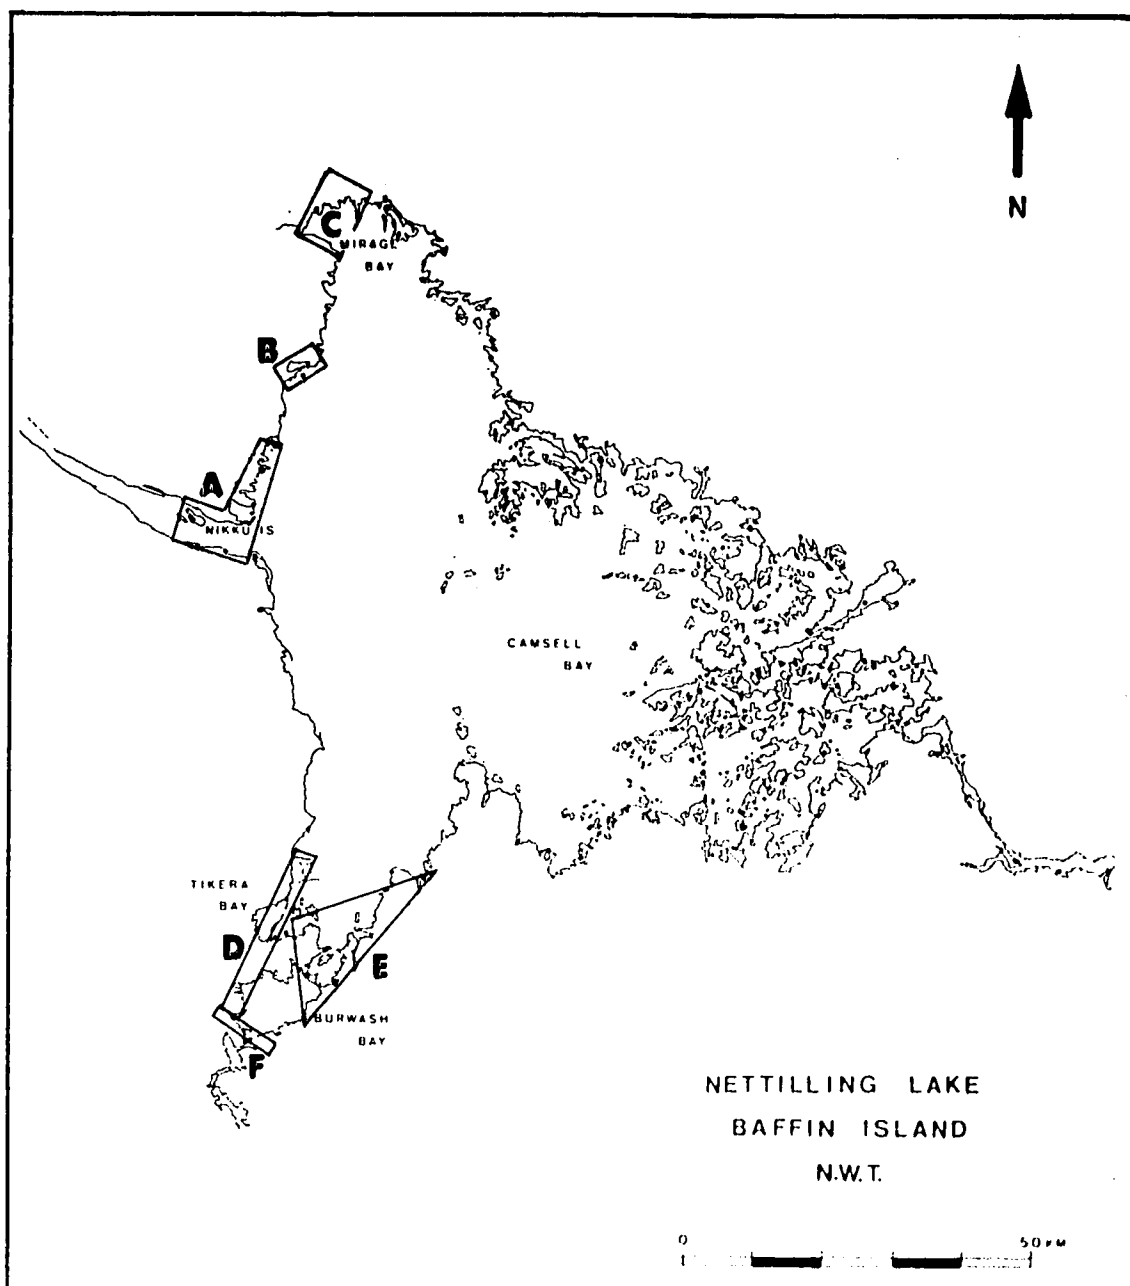 N
C
MIRAGE
BAY
B
A
NIKKU IS
CAMSELL
BAY
TIKERA
BAY
D
E
BURWASH
BAY
F
NETTILLING LAKE
BAFFIN ISLAND
N.W.T.
0 50 KM